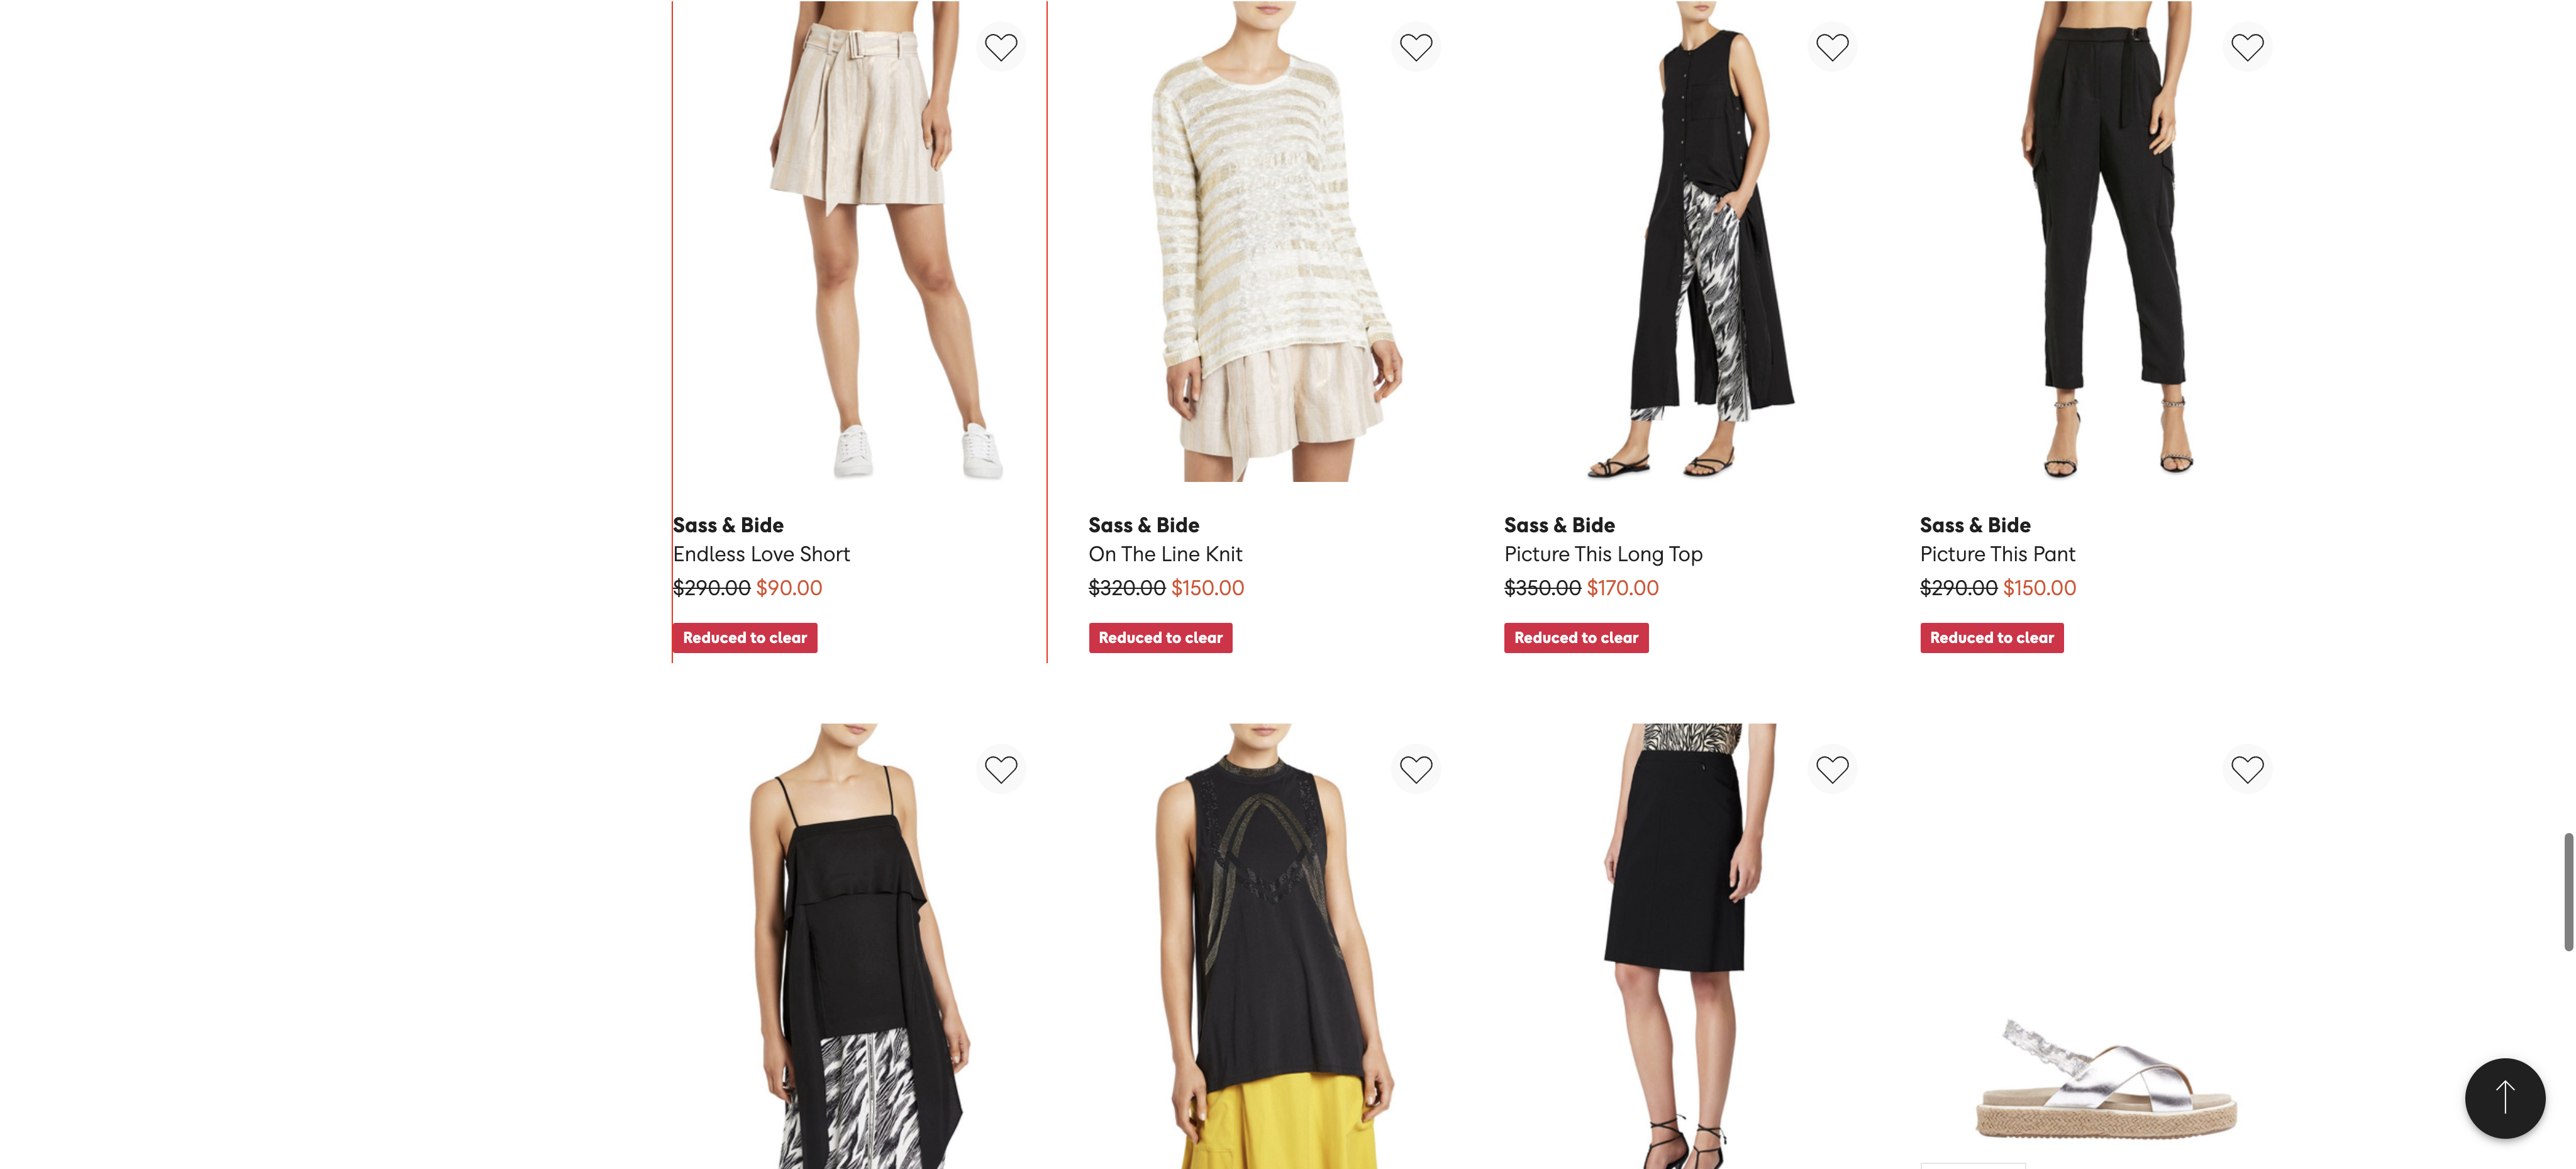 Sass & Bide
Endless Love Short
$290.00 $90.00
Reduced to clear
Sass & Bide
On The Line Knit
$320.00 $150.00
Reduced to clear
Sass & Bide
Picture This Long Top
$350.00 $170.00
Reduced to clear
Sass & Bide
Picture This Pant
$290.00 $150.00
Reduced to clear